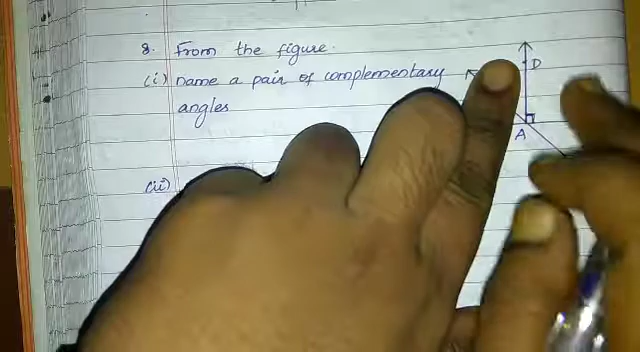 8. From the figure.
(i) name a pair of complementary
angles
D
A
(ii)